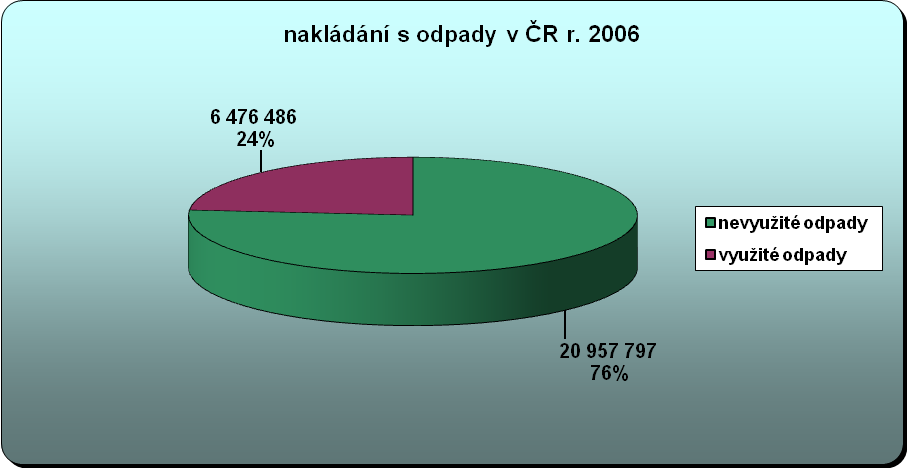 nakládání s odpady v ČR r. 2006
6 476 486
24%
nevyužité odpady
využité odpady
20 957 797
76%